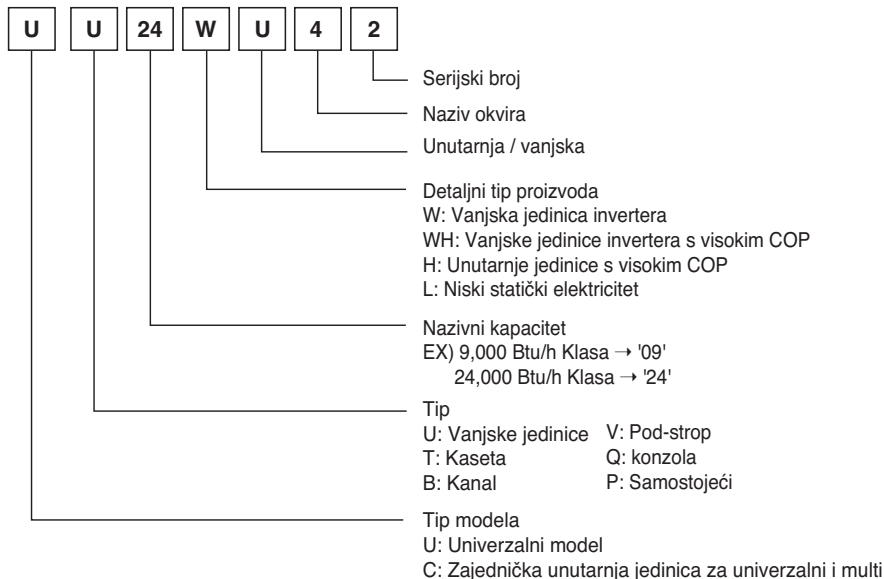 U U 24 W U 4 2
Serijski broj
Naziv okvira
Unutarnja / vanjska
Detaljni tip proizvoda
W: Vanjska jedinica invertera
WH: Vanjske jedinice invertera s visokim COP
H: Unutarnje jedinice s visokim COP
L: Niski statički elektricitet
Nazivni kapacitet
EX) 9,000 Btu/h Klasa → '09'
24,000 Btu/h Klasa → '24'
Tip
U: Vanjske jedinice V: Pod-strop
T: Kaseta Q: konzola
B: Kanal P: Samostojeći
Tip modela
U: Univerzalni model
C: Zajednička unutarnja jedinica za univerzalni i multi